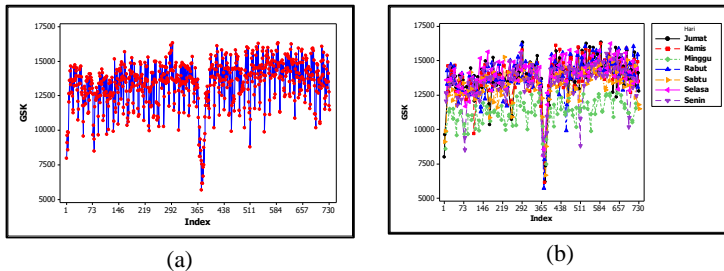 17500
15000
12500
10000
7500
5000
GSK
1 73 146 219 292 365 438 511 584 657 730
Index
(a)
17500
15000
12500
10000
7500
5000
GSK
1 73 146 219 292 365 438 511 584 657 730
Index
Hari
Jumat
Kamis
Minggu
Rabut
Sabtu
Selasa
Senin
(b)